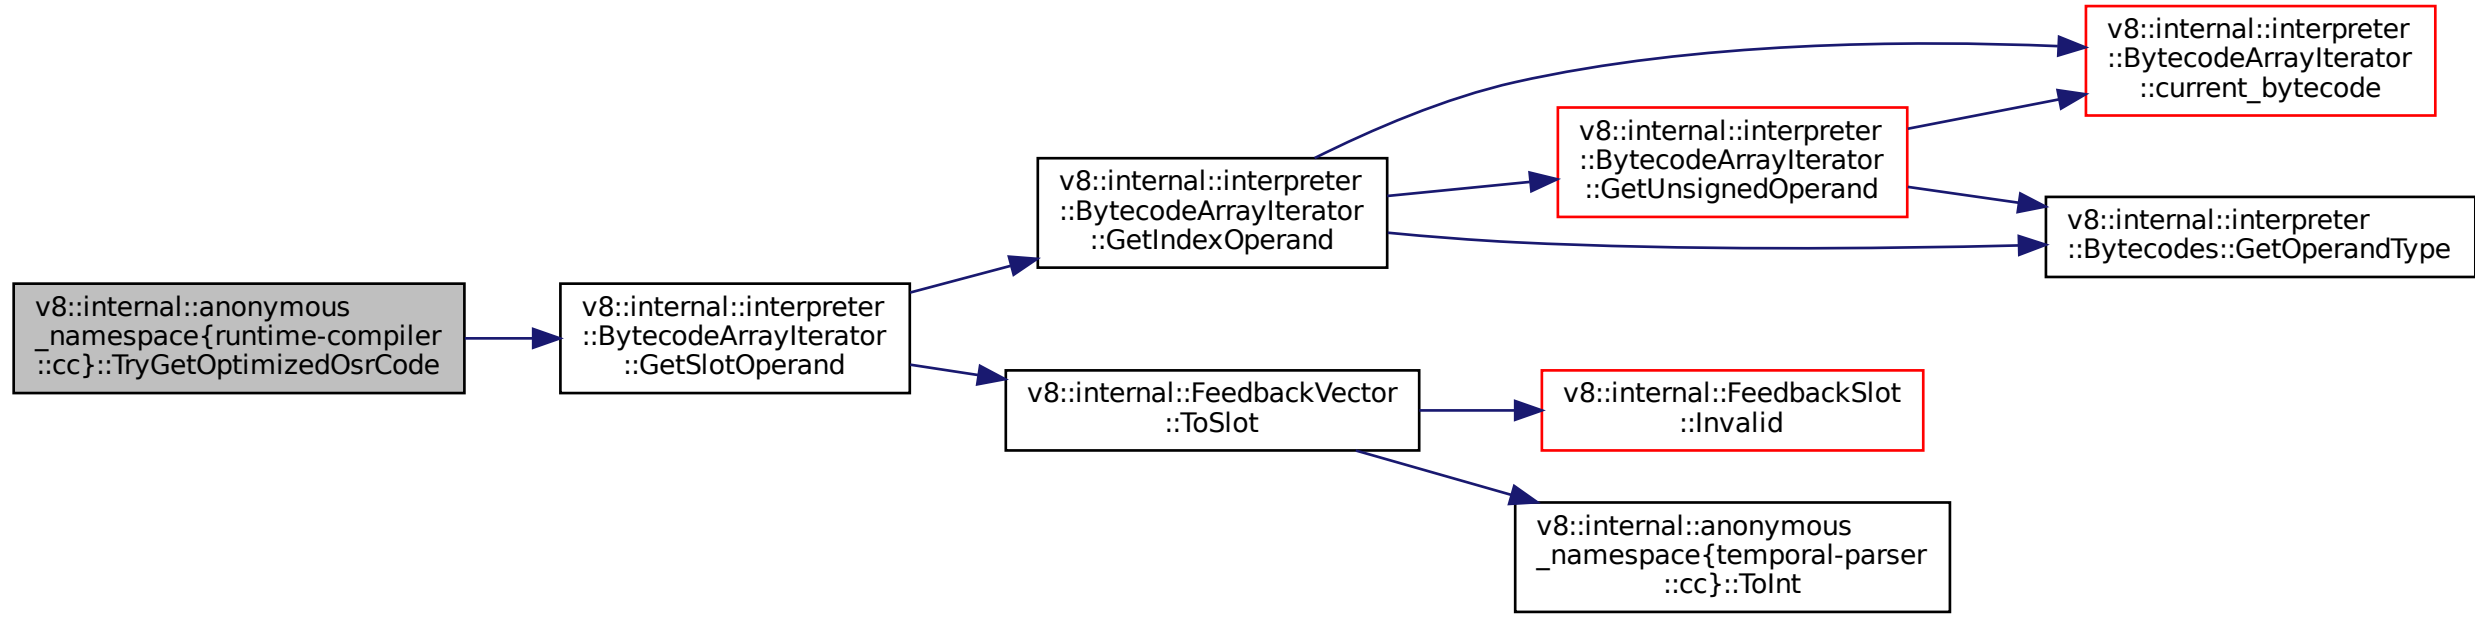 v8::internal::anonymous
_namespace{runtime-compiler
::cc}::TryGetOptimizedOsrCode
v8::internal::interpreter
::BytecodeArrayIterator
::GetSlotOperand
v8::internal::interpreter
::BytecodeArrayIterator
::GetIndexOperand
v8::internal::FeedbackVector
::ToSlot
v8::internal::interpreter
::BytecodeArrayIterator
::GetUnsignedOperand
v8::internal::FeedbackSlot
::Invalid
v8::internal::anonymous
_namespace{temporal-parser
::cc}::ToInt
v8::internal::interpreter
::BytecodeArrayIterator
::current_bytecode
v8::internal::interpreter
::Bytecodes::GetOperandType